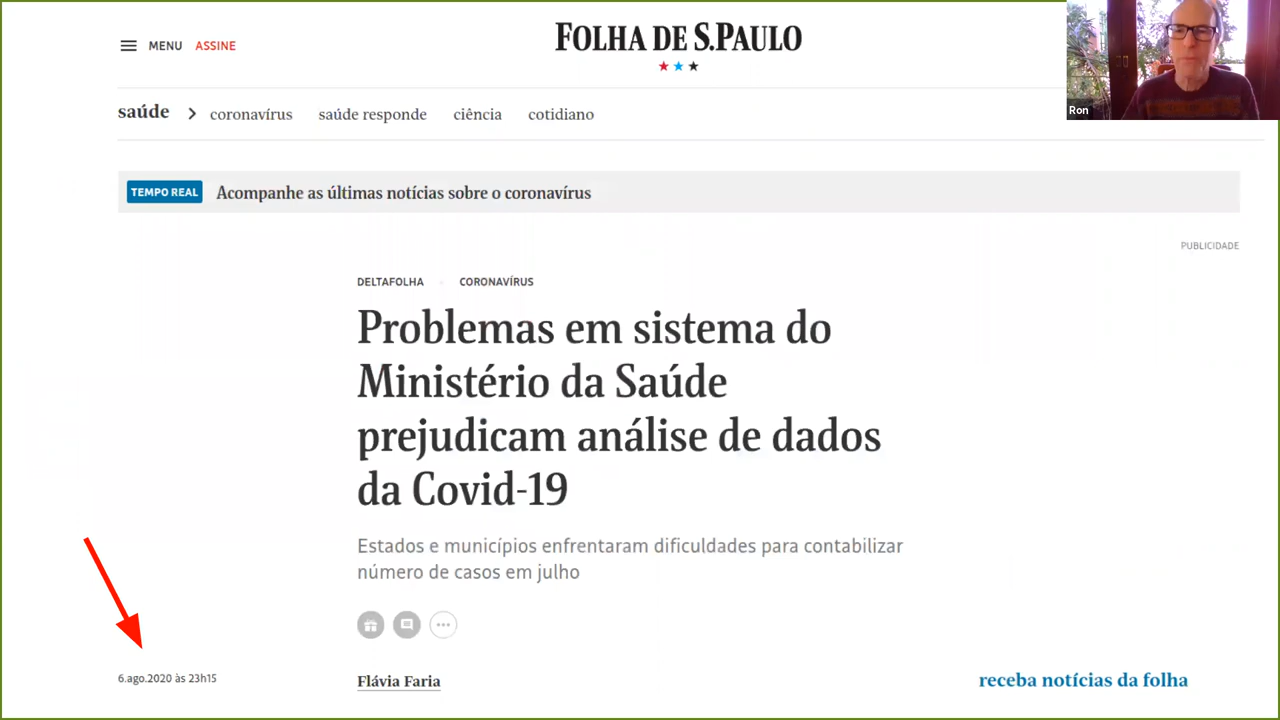 MENU ASSINE
FOLHA DE S.PAULO
Ron
saúde coronavírus saúde responde ciência cotidiano
TEMPO REAL Acompanhe as últimas notícias sobre o coronavírus
PUBLICIDADE
DELTAFOLHA CORONAVÍRUS
Problemas em sistema do
Ministério da Saúde
prejudicam análise de dados
da Covid-19
Estados e municípios enfrentaram dificuldades para contabilizar
número de casos em julho
6.ago.2020 às 23h15
Flávia Faria
receba notícias da folha